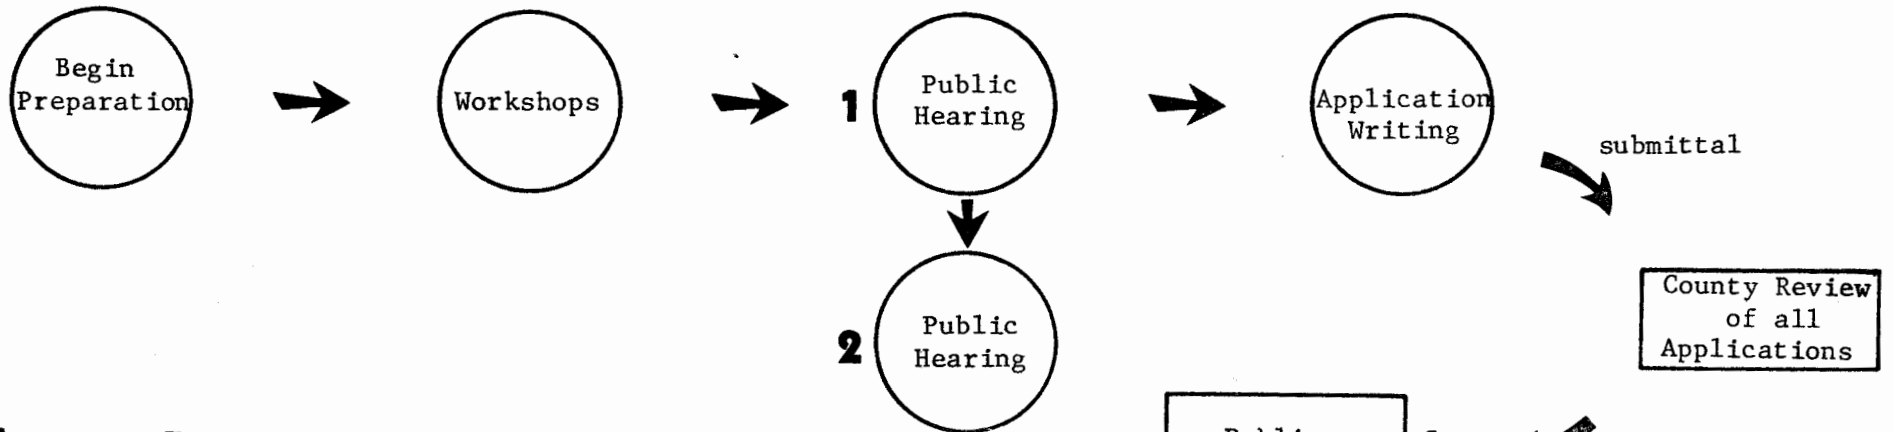 Begin
Preparation
Workshops
1
Public
Hearing
Application
Writing
submittal
2
Public
Hearing
County Review
of all
Applications